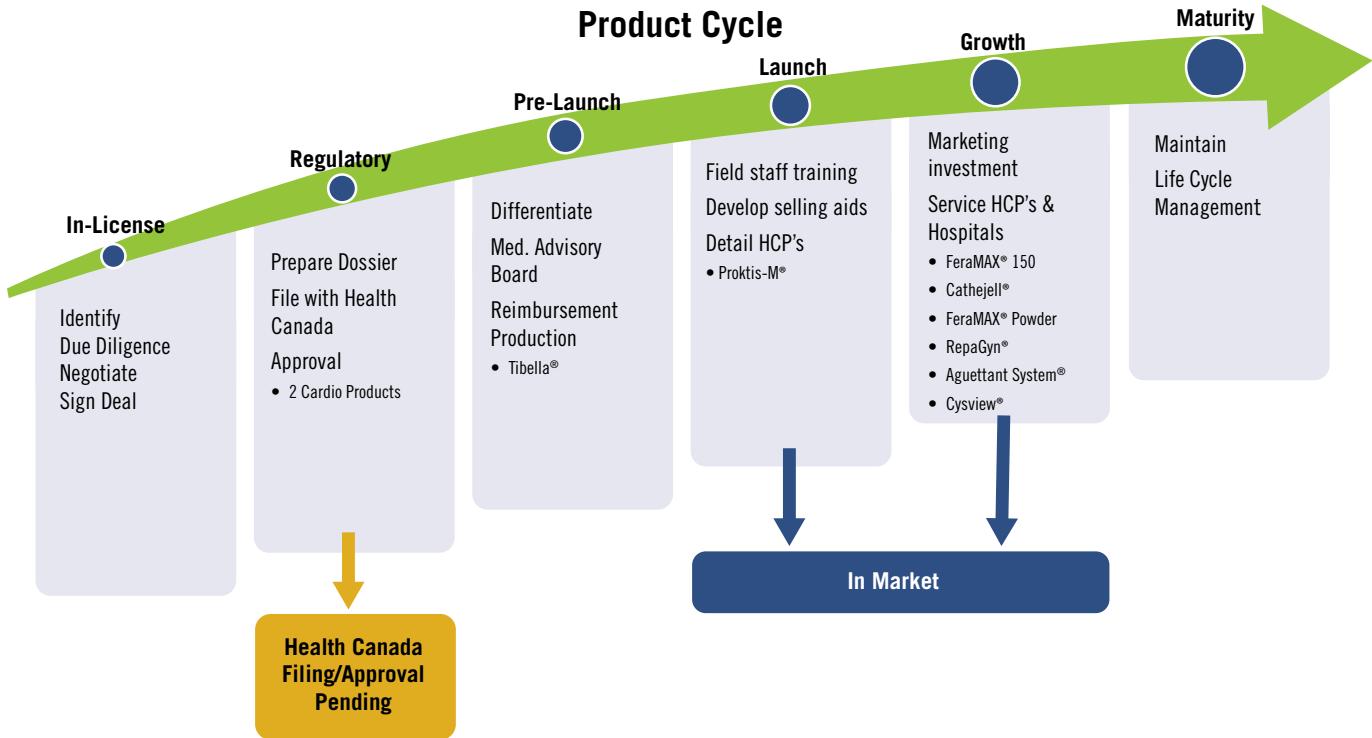 Product Cycle
In-License
Identify
Due Diligence
Negotiate
Sign Deal
Regulatory
Prepare Dossier
File with Health
Canada
Approval
• 2 Cardio Products
Health Canada
Filing/Approval
Pending
Pre-Launch
Differentiate
Med. Advisory
Board
Reimbursement
Production
• Tibella®
Launch
Field staff training
Develop selling aids
Detail HCP's
• Proktis-M®
Growth
Marketing
investment
Service HCP's &
Hospitals
• FeraMAX® 150
• Cathejell®
• FeraMAX® Powder
• RepaGyn®
• Aguettant System®
• Cysview®
In Market
Maturity
Maintain
Life Cycle
Management